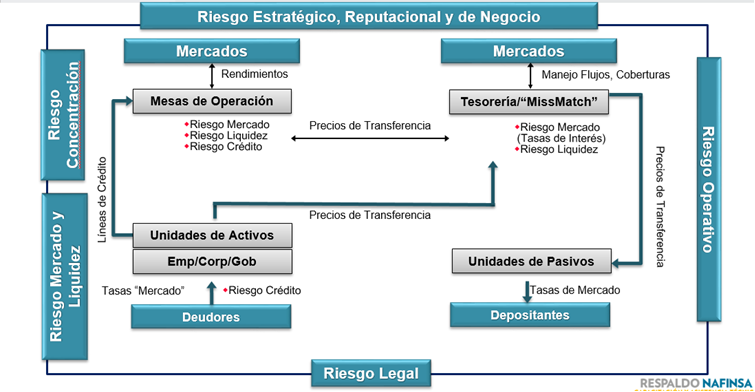 Riesgo Estratégico, Reputacional y de Negocio
Mercados
Mercados
Rendimientos
Manejo Flujos, Coberturas
Mesas de Operación
Tesorería/“MissMatch”
Riesgo Mercado
Riesgo Liquidez
Riesgo Crédito
Precios de Transferencia
Riesgo Mercado
(Tasas de Interés)
Riesgo Liquidez
Riesgo
Concentración
Líneas de Crédito
Precios de Transferencia
Riesgo Operativo
Riesgo Mercado y
Liquidez
Precios de Transferencia
Unidades de Activos
Emp/Corp/Gob
Unidades de Pasivos
Tasas “Mercado”
Riesgo Crédito
Tasas de Mercado
Deudores
Depositantes
Riesgo Legal
RESPALDO NAFINSA